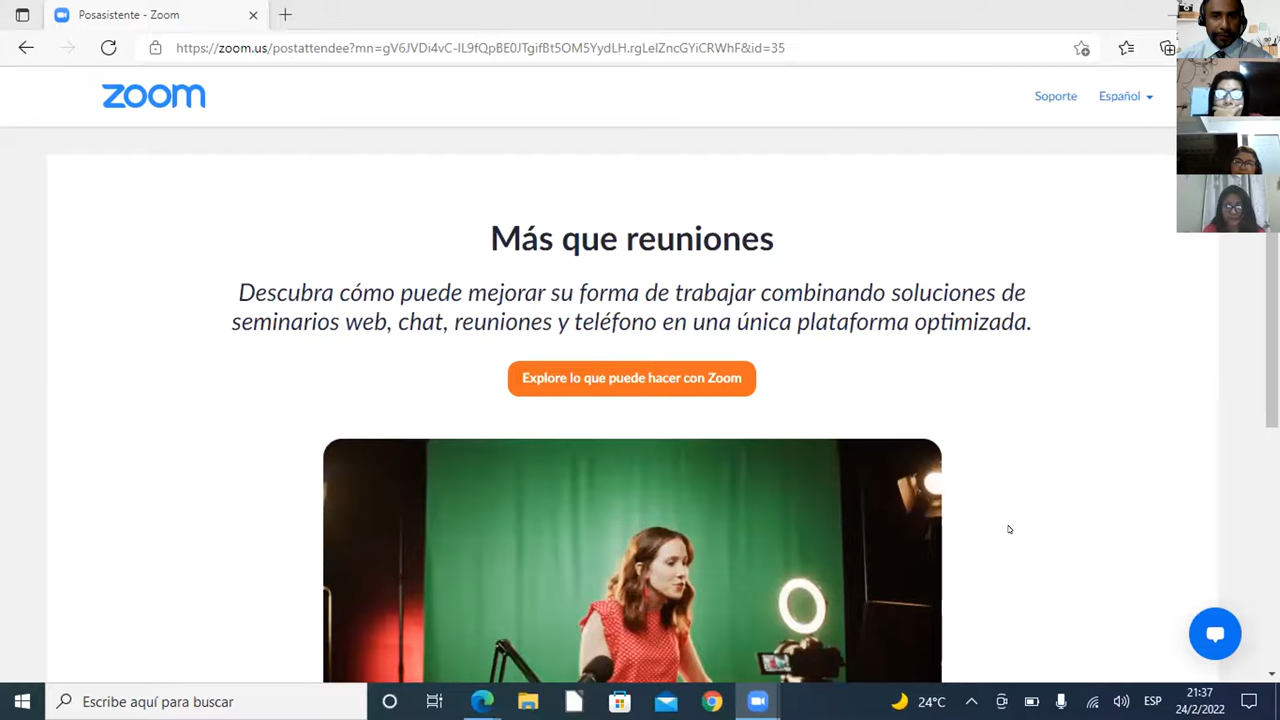 Posasistente - Zoom
https://zoom.us/postattendee?mn=gV6JVDi4vC-IL9fQpBE0JTgifBt5OM5YydLH.rgLeIZncGYiCRWhF&id=35
zoom
Soporte
Español
Más que reuniones
Descubra cómo puede mejorar su forma de trabajar combinando soluciones de
seminarios web, chat, reuniones y teléfono en una única plataforma optimizada.
Explore lo que puede hacer con Zoom
Escribe aquí para buscar
24°C
ESP
21:37
24/2/2022